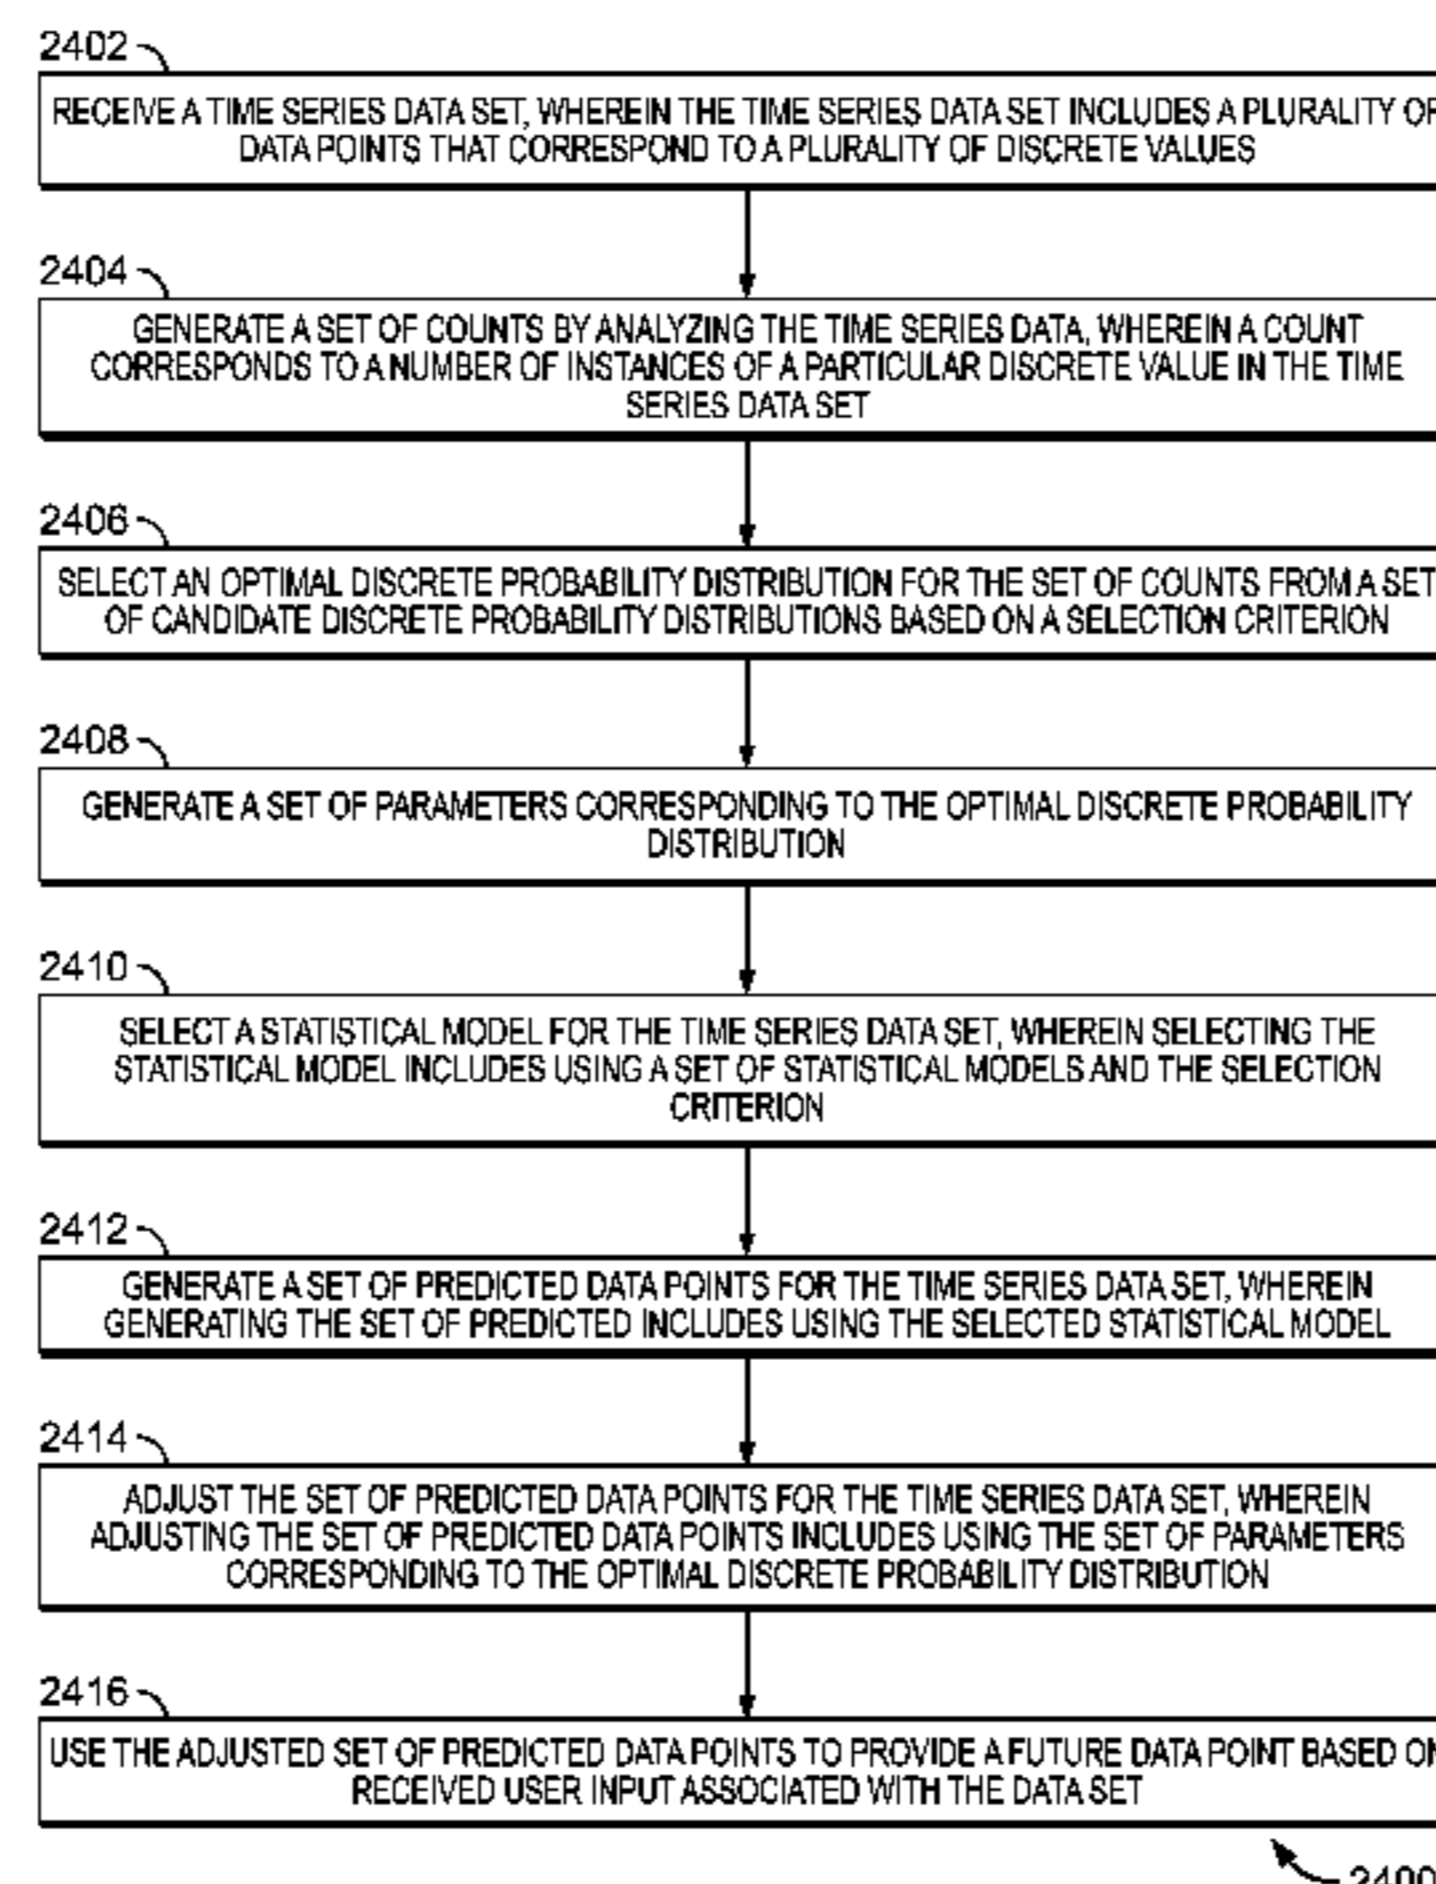 2402
RECEIVE A TIME SERIES DATA SET, WHEREIN THE TIME SERIES DATA SET INCLUDES A PLURALITY OF
DATA POINTS THAT CORRESPOND TO A PLURALITY OF DISCRETE VALUES
2404
GENERATE A SET OF COUNTS BY ANALYZING THE TIME SERIES DATA, WHEREIN A COUNT
CORRESPONDS TO A NUMBER OF INSTANCES OF A PARTICULAR DISCRETE VALUE IN THE TIME
SERIES DATA SET
2406
SELECT AN OPTIMAL DISCRETE PROBABILITY DISTRIBUTION FOR THE SET OF COUNTS FROM A SET
OF CANDIDATE DISCRETE PROBABILITY DISTRIBUTIONS BASED ON A SELECTION CRITERION
2408
GENERATE A SET OF PARAMETERS CORRESPONDING TO THE OPTIMAL DISCRETE PROBABILITY
DISTRIBUTION
2410
SELECT A STATISTICAL MODEL FOR THE TIME SERIES DATA SET, WHEREIN SELECTING THE
STATISTICAL MODEL INCLUDES USING A SET OF STATISTICAL MODELS AND THE SELECTION
CRITERION
2412
GENERATE A SET OF PREDICTED DATA POINTS FOR THE TIME SERIES DATA SET, WHEREIN
GENERATING THE SET OF PREDICTED INCLUDES USING THE SELECTED STATISTICAL MODEL
2414
ADJUST THE SET OF PREDICTED DATA POINTS FOR THE TIME SERIES DATA SET, WHEREIN
ADJUSTING THE SET OF PREDICTED DATA POINTS INCLUDES USING THE SET OF PARAMETERS
CORRESPONDING TO THE OPTIMAL DISCRETE PROBABILITY DISTRIBUTION
2416
USE THE ADJUSTED SET OF PREDICTED DATA POINTS TO PROVIDE A FUTURE DATA POINT BASED ON
RECEIVED USER INPUT ASSOCIATED WITH THE DATA SET
2400